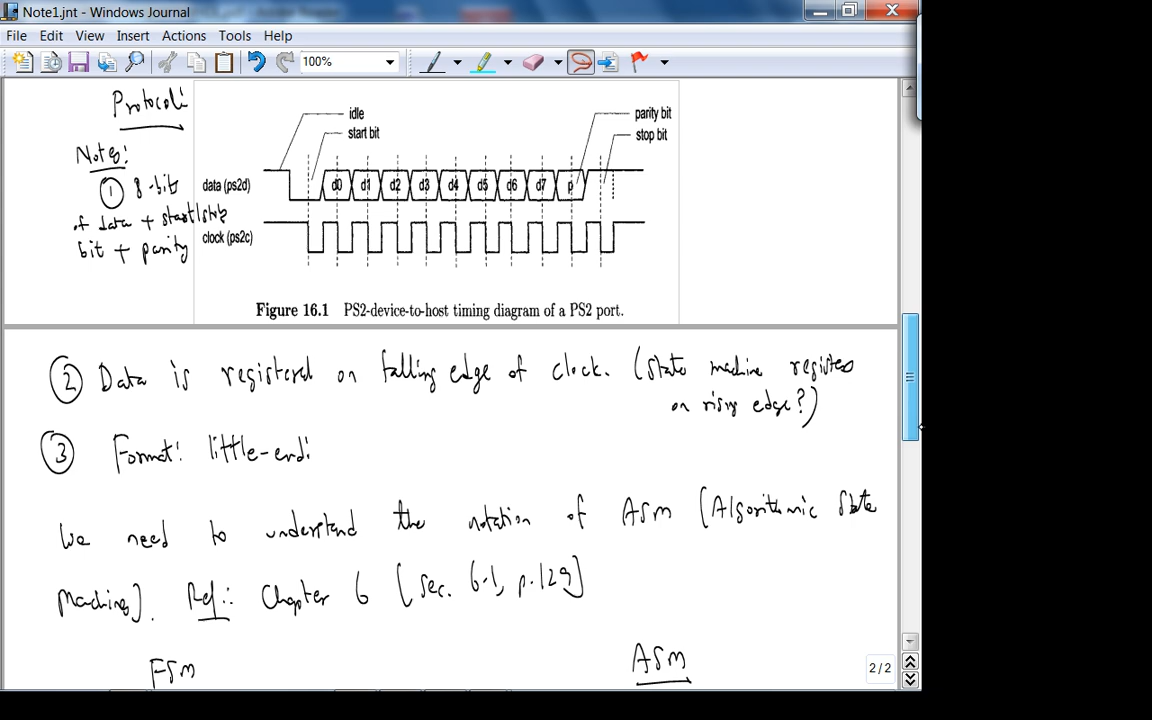 Note1.jnt - Windows Journal
File Edit View Insert Actions Tools Help
100%
Protocol:
Notes:
① 8-bits
of data + start/stop
bit + parity
idle
start bit
parity bit
stop bit
data (ps2d)
d0 d1 d2 d3 d4 d5 d6 d7 p
clock (ps2c)
Figure 16.1 PS2-device-to-host timing diagram of a PS2 port.
② Data is registered on falling edge of clock. (State machine registers
on rising edge?)
③ Format: little-endi
We need to understand the notation of ASM (Algorithmic State
Machines). Ref.: Chapter 6 (Sec. 6.1, p.129)
FSM
ASM
2 / 2